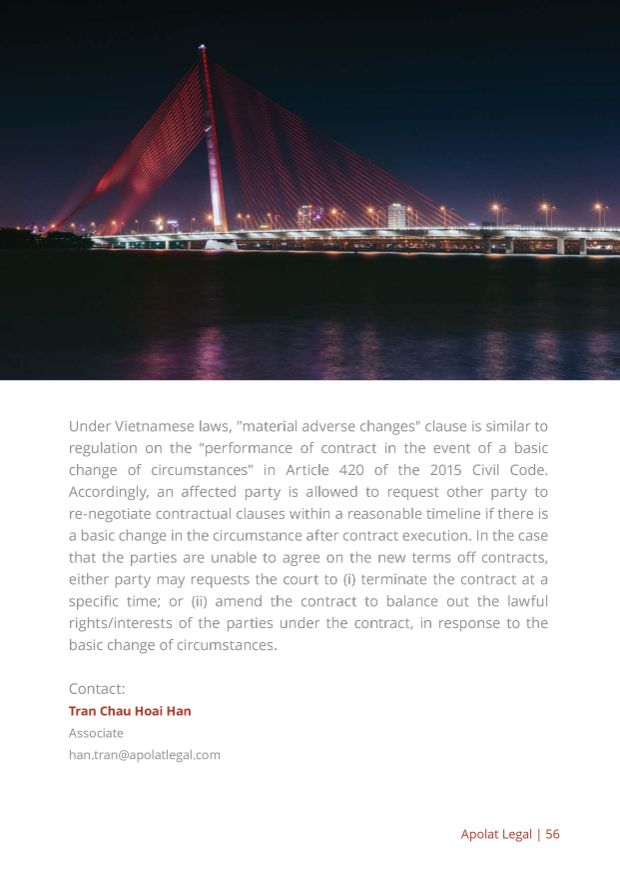 Under Vietnamese laws, "material adverse changes" clause is similar to
regulation on the “performance of contract in the event of a basic
change of circumstances” in Article 420 of the 2015 Civil Code.
Accordingly, an affected party is allowed to request other party to
re-negotiate contractual clauses within a reasonable timeline if there is
a basic change in the circumstance after contract execution. In the case
that the parties are unable to agree on the new terms off contracts,
either party may requests the court to (i) terminate the contract at a
specific time; or (ii) amend the contract to balance out the lawful
rights/interests of the parties under the contract, in response to the
basic change of circumstances.
Contact:
Tran Chau Hoai Han
Associate
han.tran@apolatlegal.com
Apolat Legal | 56